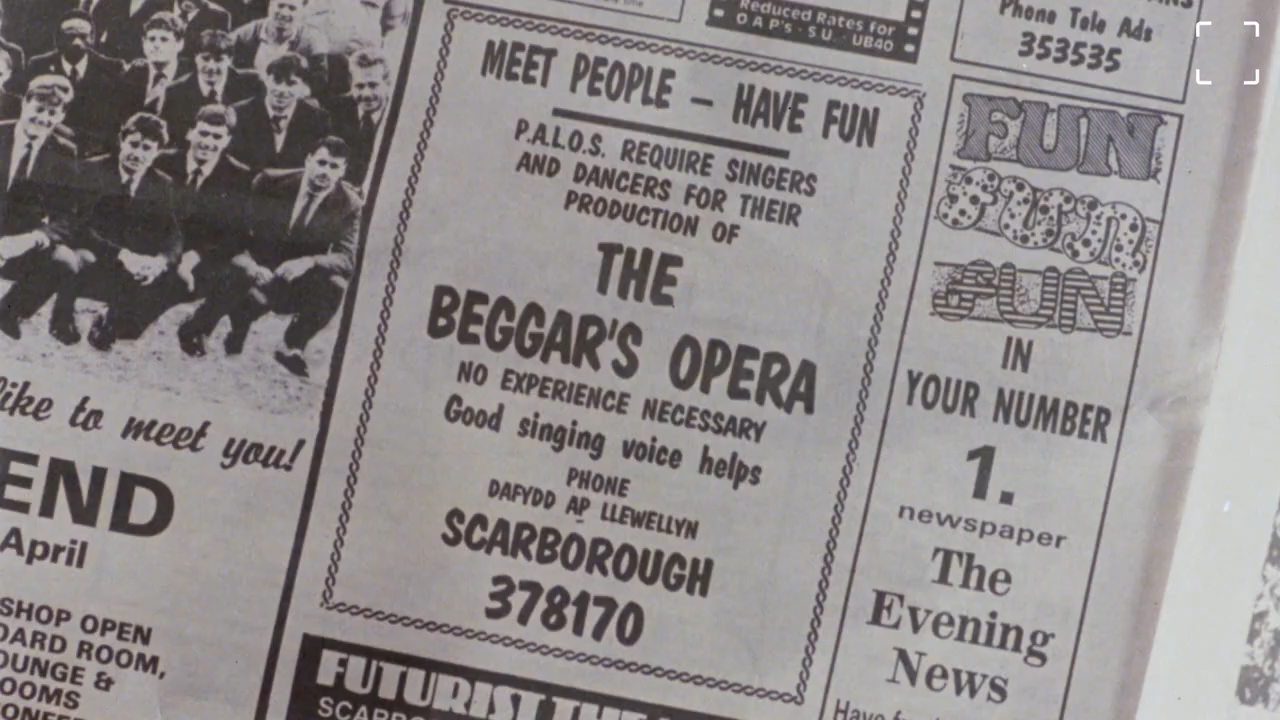 Reduced Rates for
O A P's · S U · UB40
Phone Tele Ads
353535
MEET PEOPLE – HAVE FUN
P.A.L.O.S. REQUIRE SINGERS
AND DANCERS FOR THEIR
PRODUCTION OF
THE
BEGGAR'S OPERA
NO EXPERIENCE NECESSARY
Good singing voice helps
PHONE
DAFYDD AP LLEWELLYN
SCARBOROUGH
378170
FUN
FUN
FUN
IN
YOUR NUMBER
1.
newspaper
The
Evening
News
Have
like to meet you!
END
April
SHOP OPEN
OARD ROOM,
OUNGE &
OOMS
FUTURIST